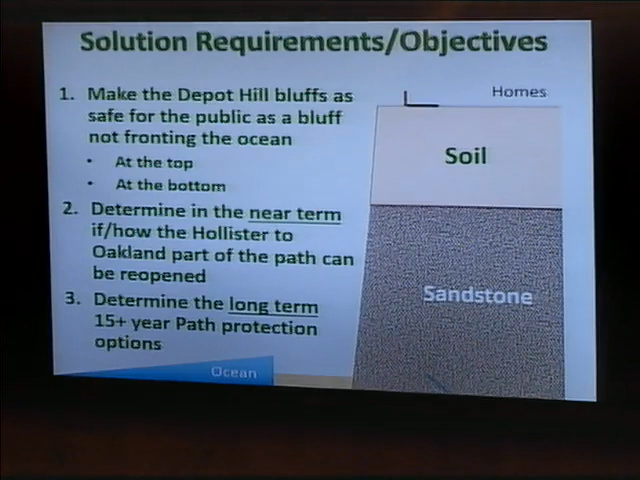 Solution Requirements/Objectives
1. Make the Depot Hill bluffs as
safe for the public as a bluff
not fronting the ocean
• At the top
• At the bottom
2. Determine in the near term
if/how the Hollister to
Oakland part of the path can
be reopened
3. Determine the long term
15+ year Path protection
options
Homes
Soil
Sandstone
Ocean